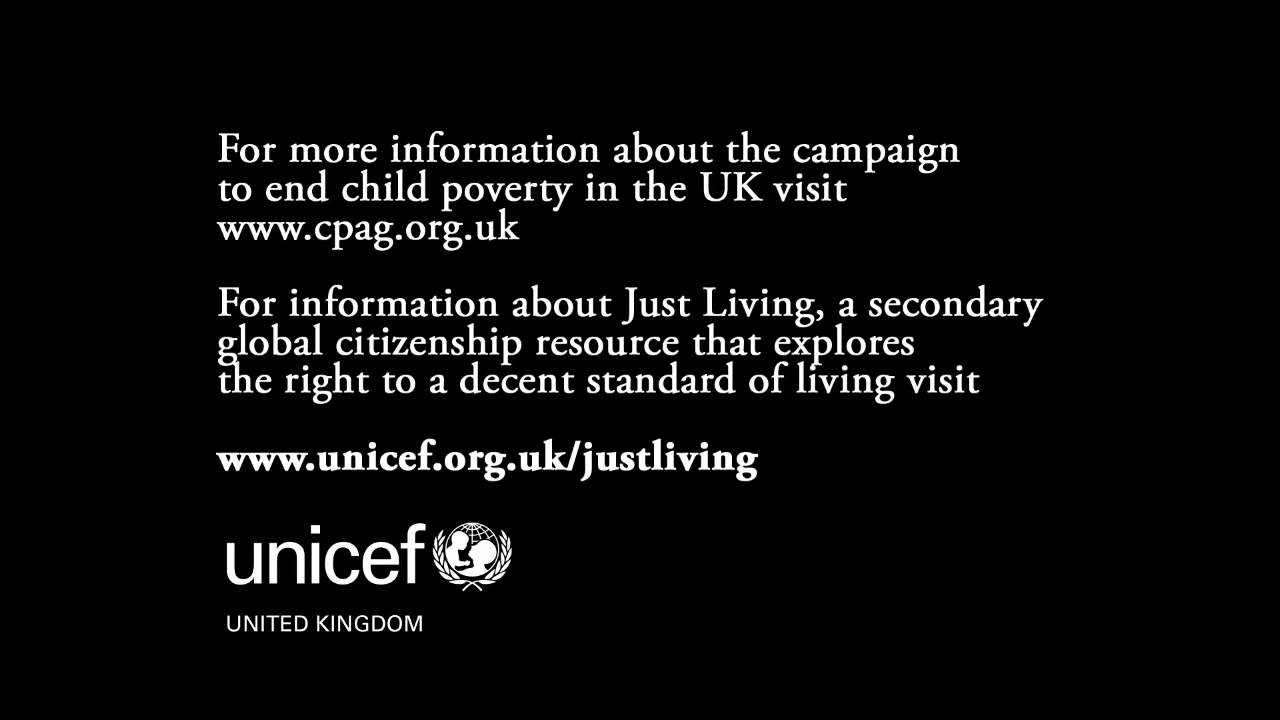 For more information about the campaign
to end child poverty in the UK visit
www.cpag.org.uk
For information about Just Living, a secondary
global citizenship resource that explores
the right to a decent standard of living visit
www.unicef.org.uk/justliving
unicef
UNITED KINGDOM